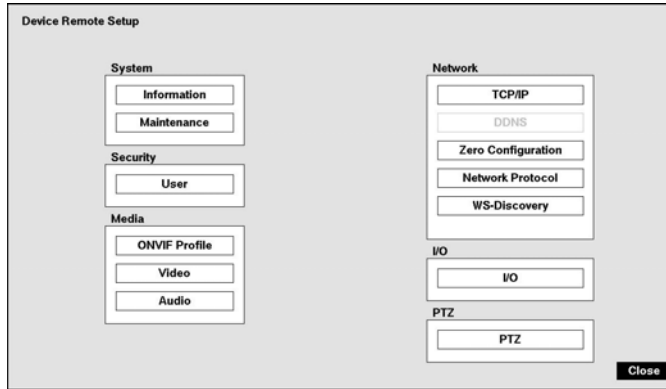 Device Remote Setup
System
Information
Maintenance
Security
User
Media
ONVIF Profile
Video
Audio
Network
TCP/IP
DDNS
Zero Configuration
Network Protocol
WS-Discovery
I/O
I/O
PTZ
PTZ
Close